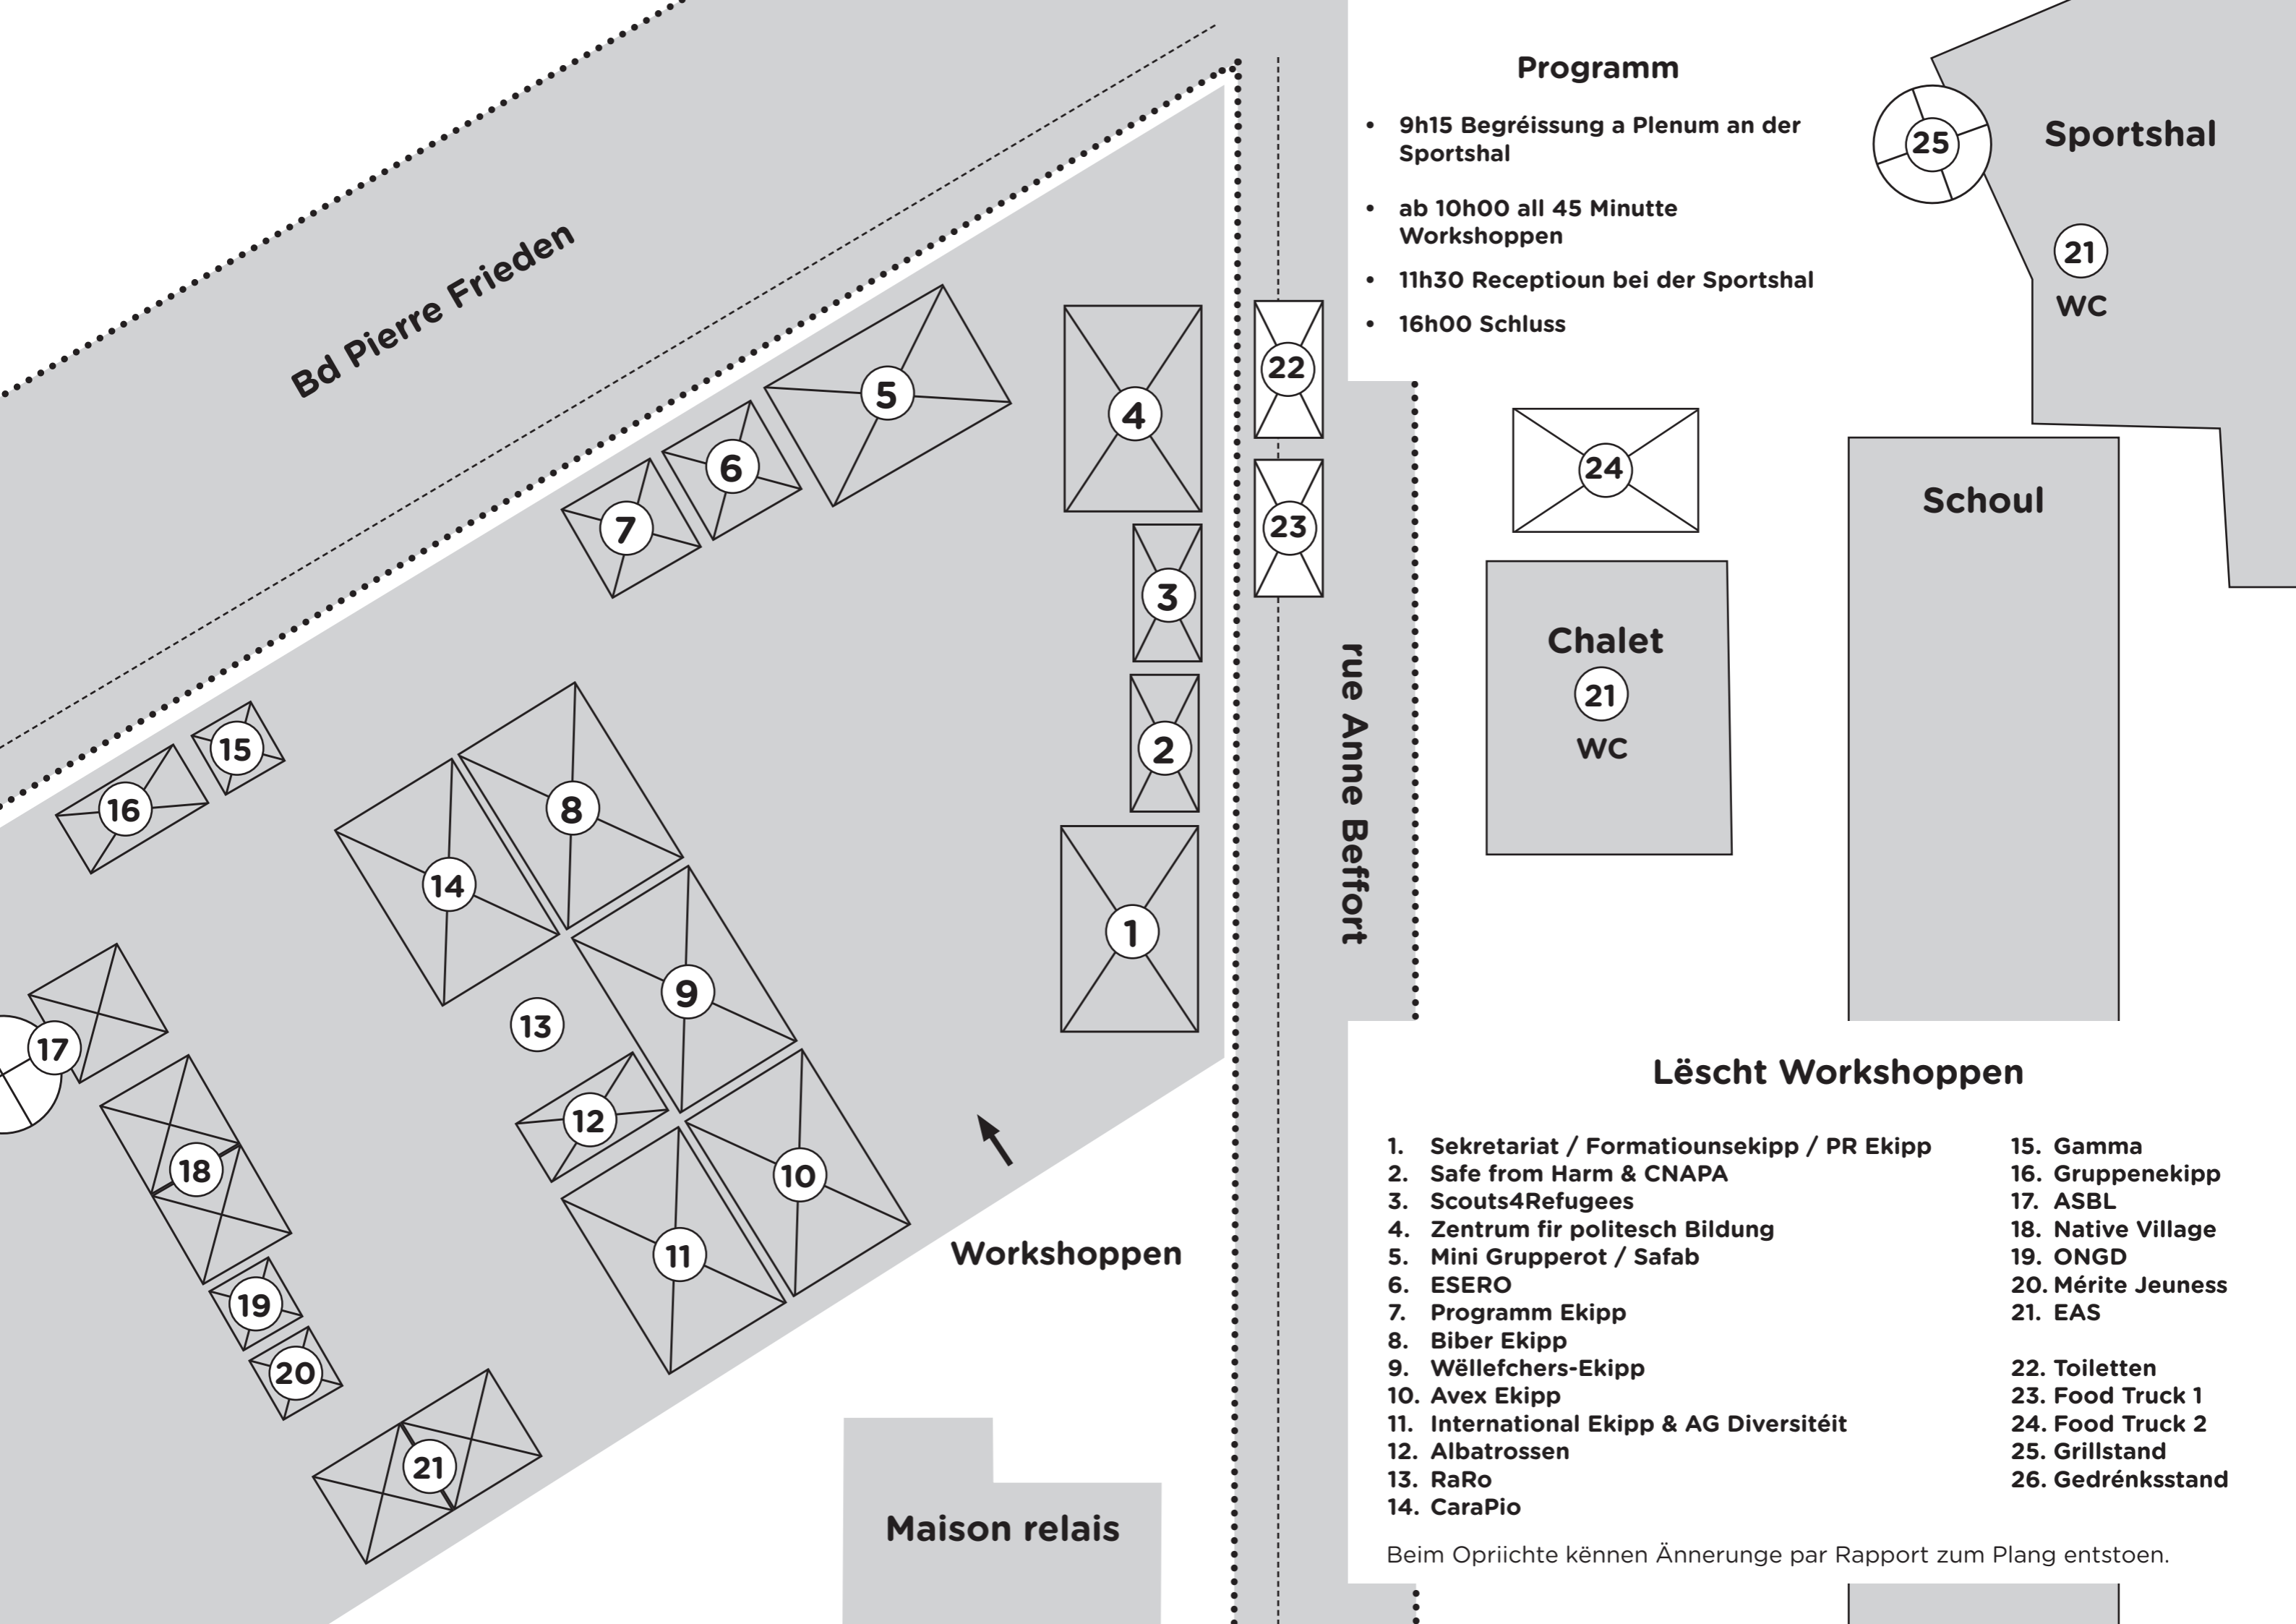 Programm
• 9h15 Begréissung a Plenum an der
Sportshal
• ab 10h00 all 45 Minutte
Workshoppen
• 11h30 Receptioun bei der Sportshal
• 16h00 Schluss
25
Sportshal
21
WC
Bd Pierre Frieden
5
4
22
6
7
23
24
3
Schoul
Chalet
21
WC
2
rue Anne Beffort
15
16
8
14
1
9
13
17
12
18
10
11
Workshoppen
19
20
21
Maison relais
Lëscht Workshoppen
1. Sekretariat / Formatiounsekipp / PR Ekipp
2. Safe from Harm & CNAPA
3. Scouts4Refugees
4. Zentrum fir politesch Bildung
5. Mini Grupperot / Safab
6. ESERO
7. Programm Ekipp
8. Biber Ekipp
9. Wëllefchers-Ekipp
10. Avex Ekipp
11. International Ekipp & AG Diversitéit
12. Albatrossen
13. RaRo
14. CaraPio
15. Gamma
16. Gruppenekipp
17. ASBL
18. Native Village
19. ONGD
20. Mérite Jeuness
21. EAS
22. Toiletten
23. Food Truck 1
24. Food Truck 2
25. Grillstand
26. Gedrénksstand
Beim Opriichte kënnen Ännerunge par Rapport zum Plang entstoen.